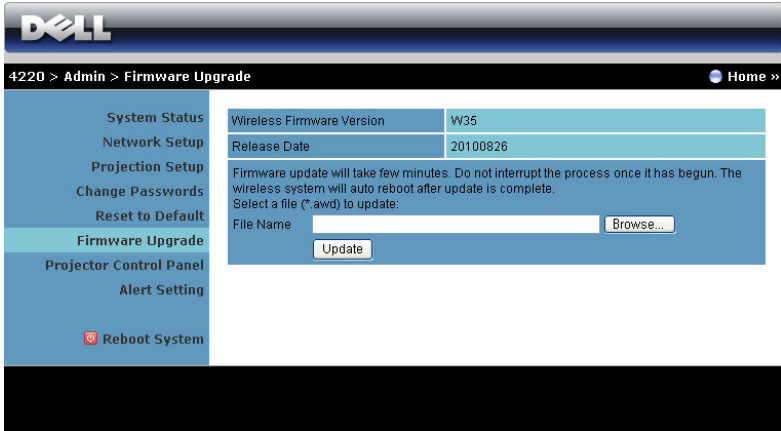 DELL
4220 > Admin > Firmware Upgrade
Home »
System Status
Network Setup
Projection Setup
Change Passwords
Reset to Default
Firmware Upgrade
Projector Control Panel
Alert Setting
Reboot System
Wireless Firmware Version W35
Release Date 20100826
Firmware update will take few minutes. Do not interrupt the process once it has begun. The
wireless system will auto reboot after update is complete.
Select a file (*.awd) to update:
File Name Browse...
Update